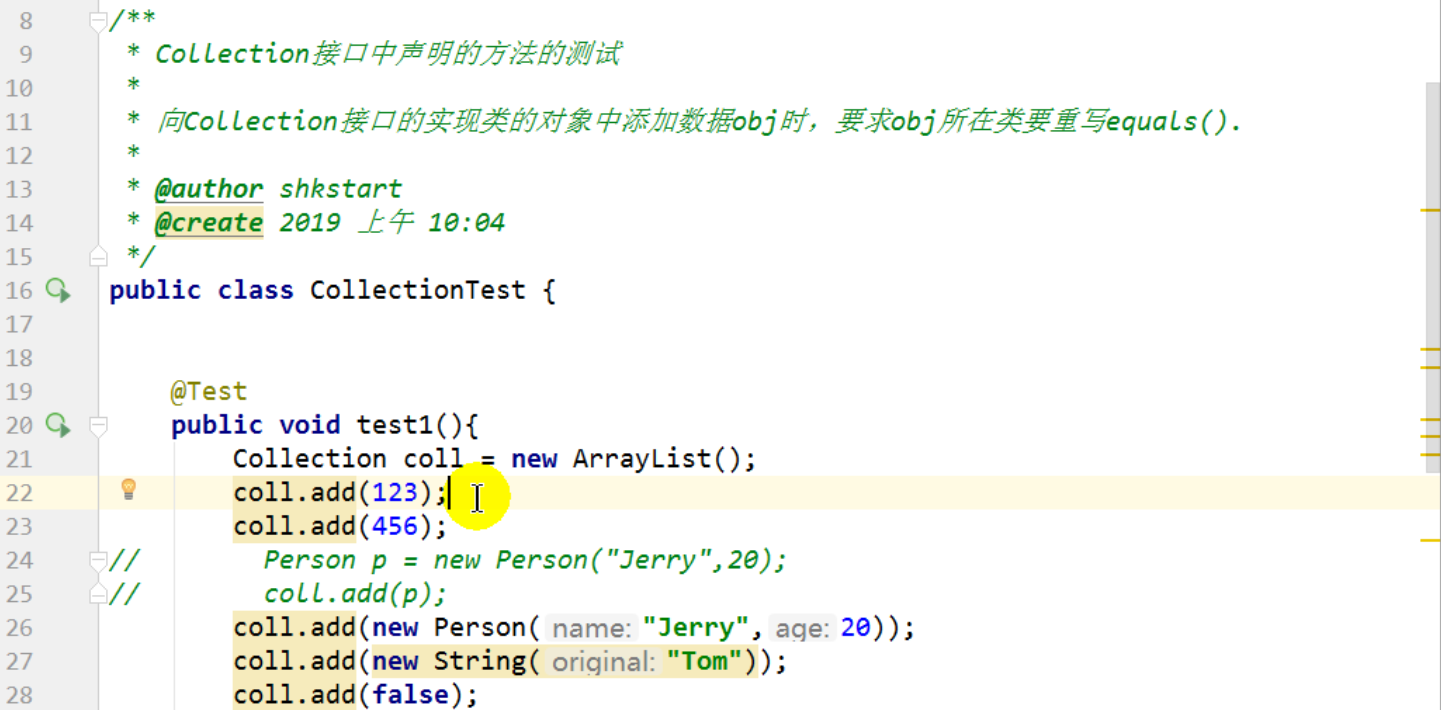 8 /**
9 * Collection接口中声明的方法的测试
10 *
11 * 向Collection接口的实现类的对象中添加数据obj时，要求obj所在类要重写equals().
12 *
13 * @author shkstart
14 * @create 2019 上午 10:04
15 */
16 public class CollectionTest {
17
18
19 @Test
20 public void test1(){
21 Collection coll = new ArrayList();
22 coll.add(123);
23 coll.add(456);
24 // Person p = new Person("Jerry",20);
25 // coll.add(p);
26 coll.add(new Person( name: "Jerry", age: 20));
27 coll.add(new String( original: "Tom"));
28 coll.add(false);